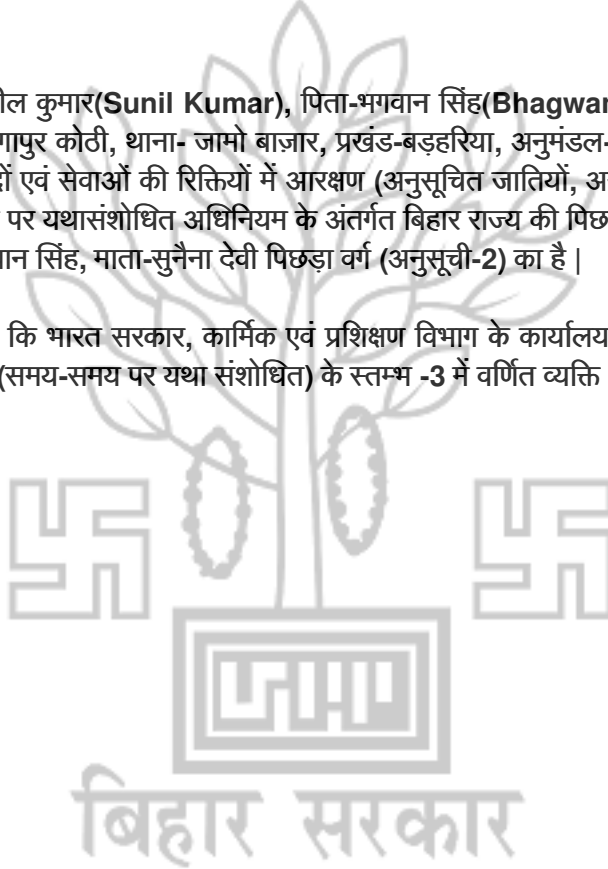 ील कुमार(Sunil Kumar), पिता-भगवान सिंह(Bhagwan
गापुर कोठी, थाना- जामो बाज़ार, प्रखंड-बड़हरिया, अनुमंडल-
एवं सेवाओं की रिक्तियों में आरक्षण (अनुसूचित जातियों,
पर यथासंशोधित अधिनियम के अंतर्गत बिहार राज्य की
सिंह, माता-सुनैना देवी पिछड़ा वर्ग (अनुसूची-2) का है |
कि भारत सरकार, कार्मिक एवं प्रशिक्षण विभाग के कार्यालय
(समय-समय पर यथा संशोधित) के स्तम्भ -3 में वर्णित व्यक्ति
बिहार सरकार